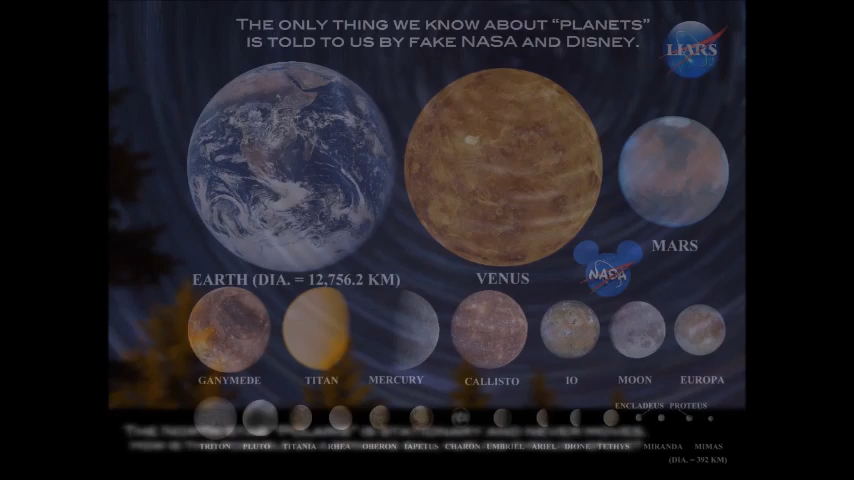 THE ONLY THING WE KNOW ABOUT “PLANETS”
IS TOLD TO US BY FAKE NASA AND DISNEY.
LIARS
MARS
NASA
EARTH (DIA. = 12,756.2 KM)
VENUS
GANYMEDE TITAN MERCURY CALLISTO IO MOON EUROPA
ENCLADEUS PROTEUS
TRITON PLUTO TITANIA RHEA OBERON IAPETUS CHARON UMBRIEL ARIEL DIONE TETHYS MIRANDA MIMAS
(DIA. = 392 KM)